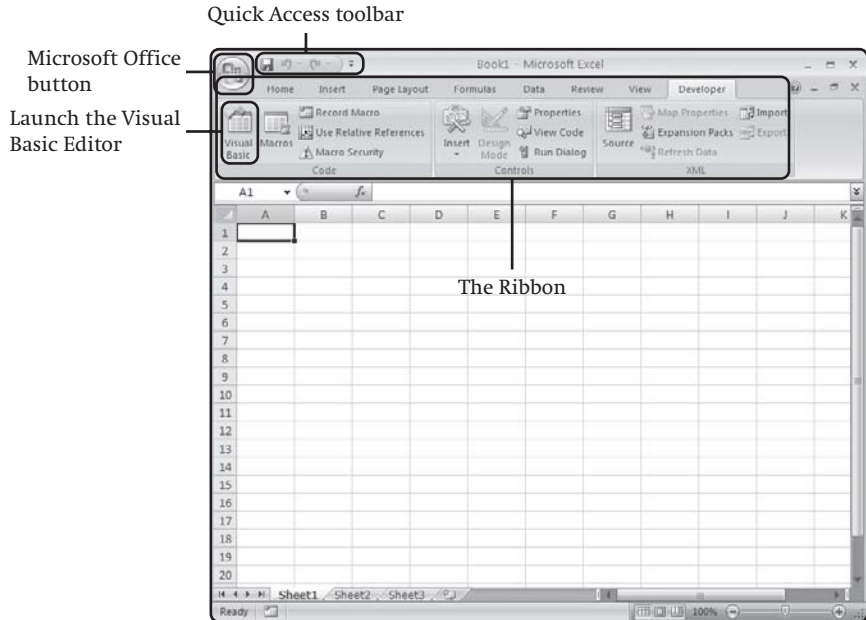 Quick Access toolbar
Microsoft Office
button
Launch the Visual
Basic Editor
Book1 - Microsoft Excel
Home Insert Page Layout Formulas Data Review View Developer
Visual
Basic
Macros
Record Macro
Use Relative References
Macro Security
Code
Insert
Design
Mode
Properties
View Code
Run Dialog
Controls
Source
Map Properties
Expansion Packs
Refresh Data
Import
Export
XML
A1 fx
A B C D E F G H I J K
1
2
3
The Ribbon
4
5
6
7
8
9
10
11
12
13
14
15
16
17
18
19
20
Sheet1 Sheet2 Sheet3
Ready 100%